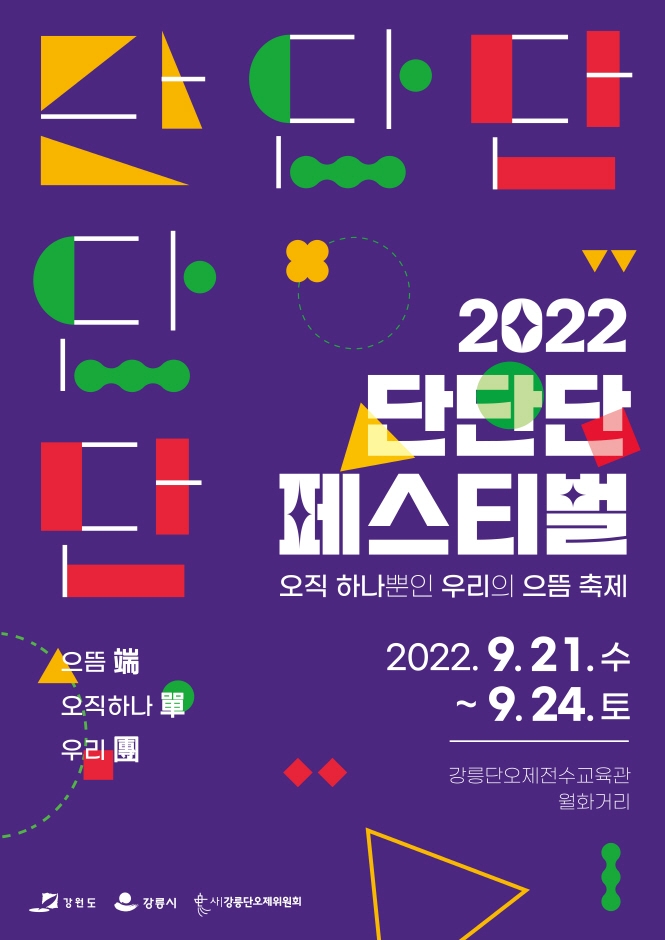 단 단 단
단
단
2022
단단단
페스티벌
오직 하나뿐인 우리의 으뜸 축제
으뜸 端
오직하나 單
우리 團
2022. 9. 21. 수
~ 9. 24. 토
강릉단오제전수교육관
월화거리
강원도 강릉시 사)강릉단오제위원회